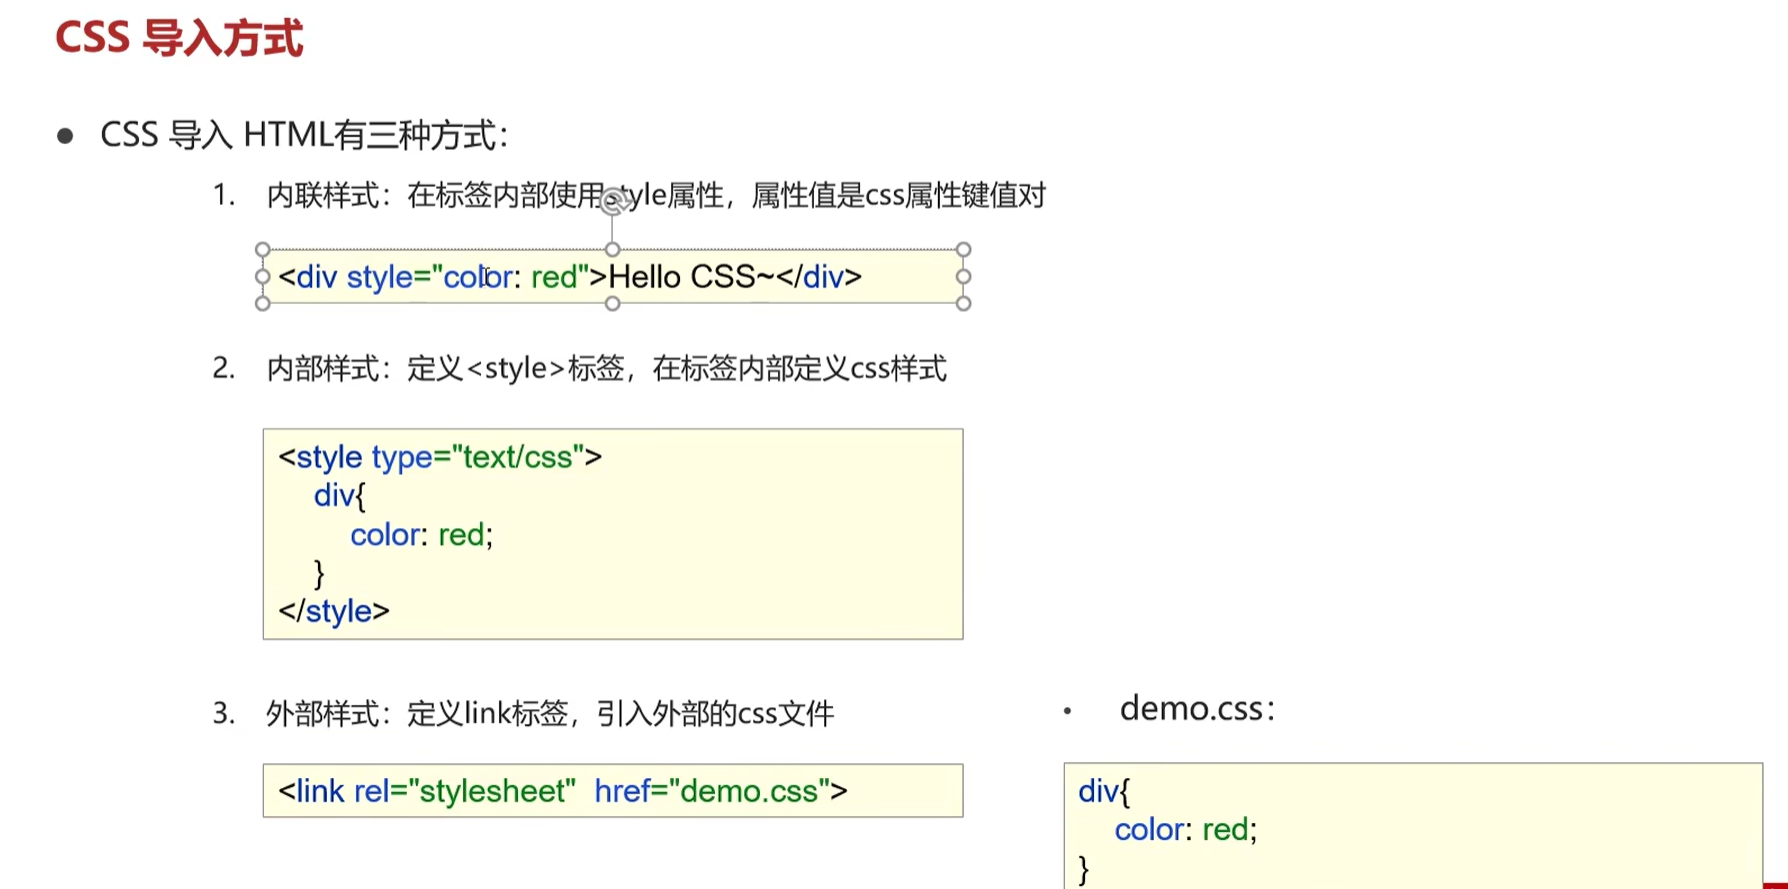 CSS 导入方式
● CSS 导入 HTML有三种方式：
1. 内联样式：在标签内部使用style属性，属性值是css属性键值对
<div style="color: red">Hello CSS~</div>
2. 内部样式：定义<style>标签，在标签内部定义css样式
<style type="text/css">
div{
color: red;
}
</style>
3. 外部样式：定义link标签，引入外部的css文件
<link rel="stylesheet" href="demo.css">
• demo.css：
div{
color: red;
}